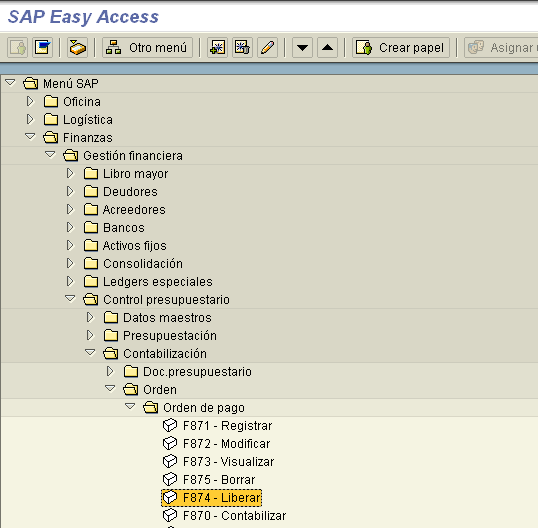 SAP Easy Access
Otro menú Crear papel Asignar
Menú SAP
Oficina
Logística
Finanzas
Gestión financiera
Libro mayor
Deudores
Acreedores
Bancos
Activos fijos
Consolidación
Ledgers especiales
Control presupuestario
Datos maestros
Presupuestación
Contabilización
Doc.presupuestario
Orden
Orden de pago
F871 - Registrar
F872 - Modificar
F873 - Visualizar
F875 - Borrar
F874 - Liberar
F870 - Contabilizar